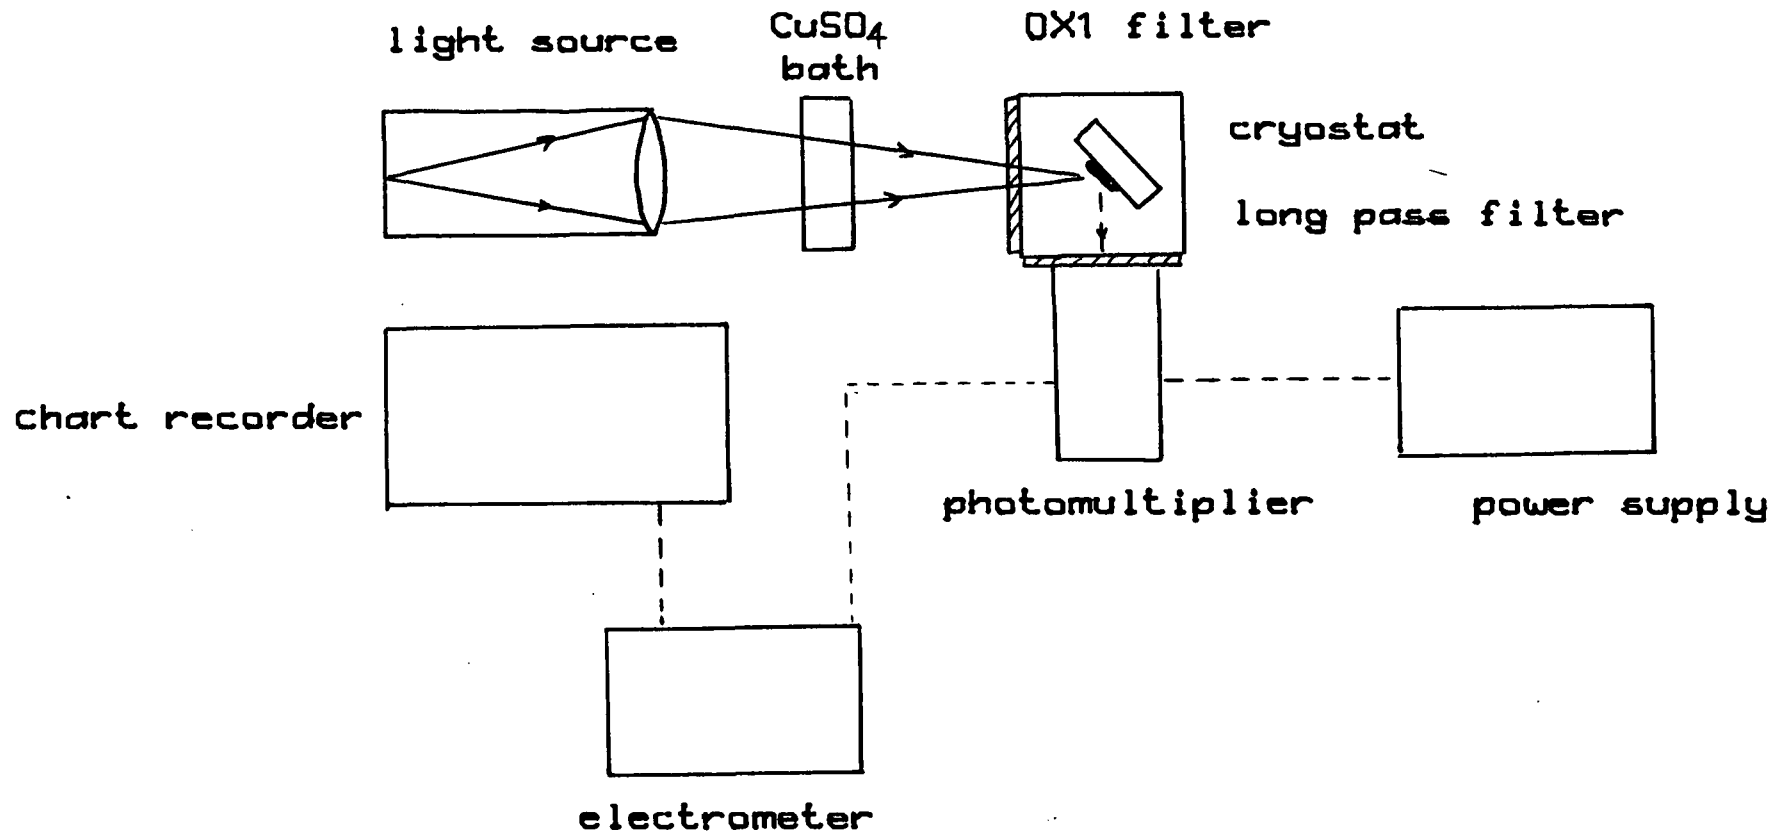 light source
CuSO4
bath
OX1 filter
cryostat
long pass filter
chart recorder
photomultiplier
power supply
electrometer